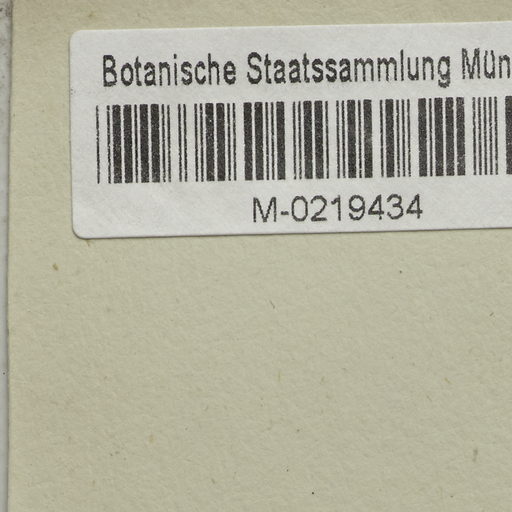 Botanische Staatssammlung Mün
M-0219434